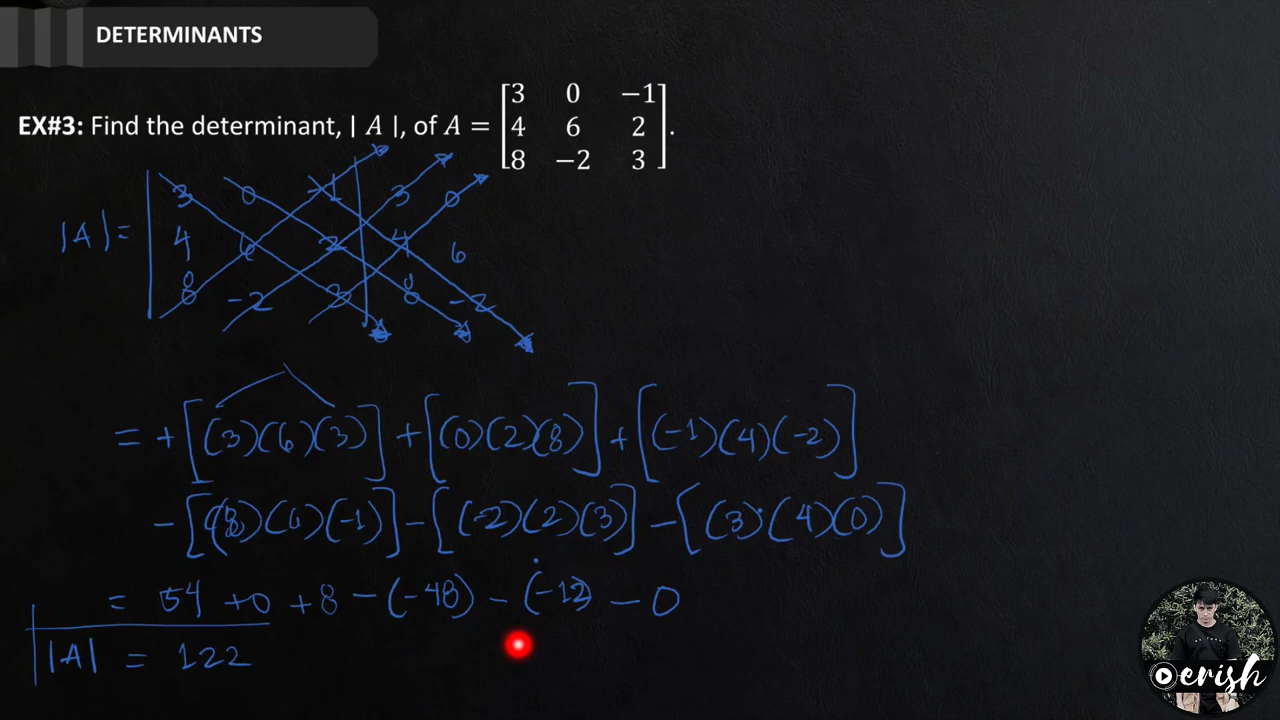 DETERMINANTS
EX#3: Find the determinant, | A |, of A = [3 0 −1; 4 6 2; 8 −2 3].
|A| = | 3 0 -1 | 3 0
4 6 2 | 4 6
8 -2 3 | 8 -2
= + [(3)(6)(3)] + [(0)(2)(8)] + [(-1)(4)(-2)]
- [(8)(6)(-1)] - [(-2)(2)(3)] - [(3)(4)(0)]
= 54 + 0 + 8 - (-48) - (-12) - 0
|A| = 122
erish